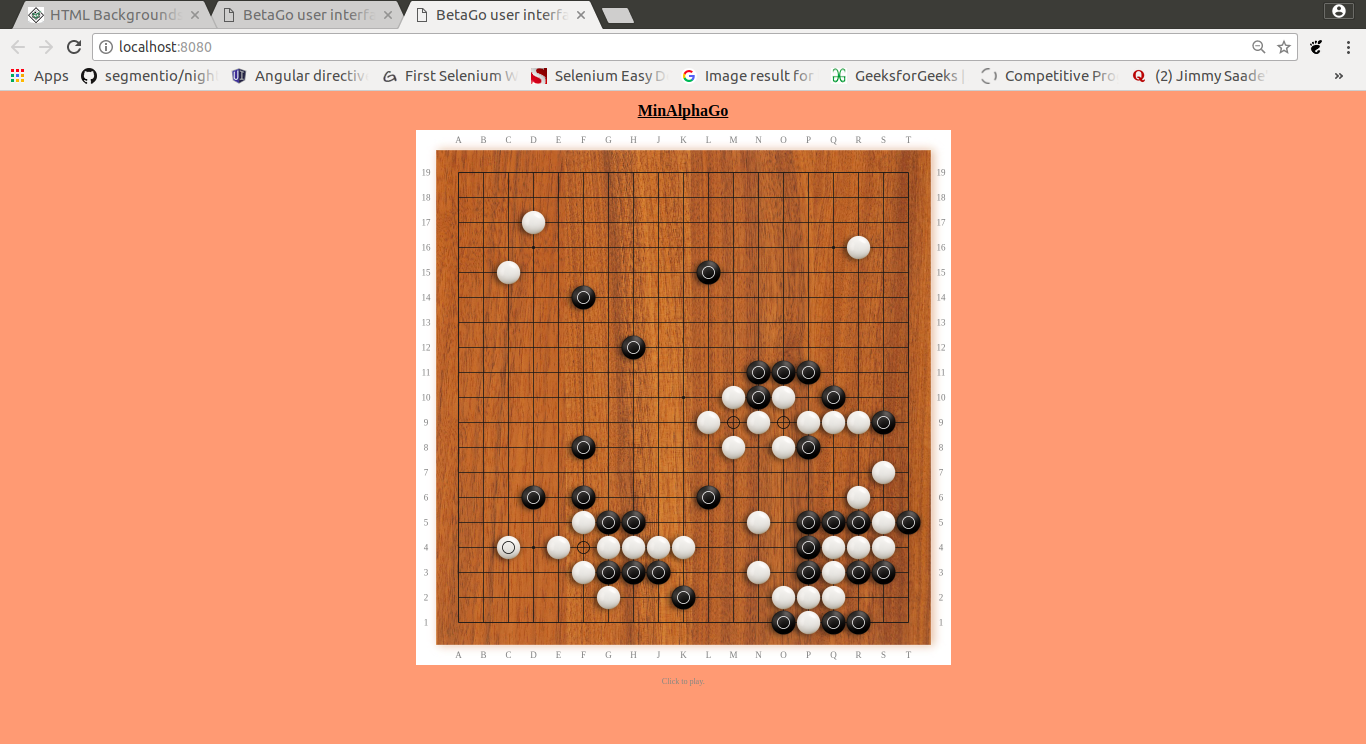 HTML Backgrounds
BetaGo user interfa
BetaGo user interfa
localhost:8080
Apps segmentio/nigh Angular directiv First Selenium W Selenium Easy D Image result for GeeksforGeeks | Competitive Pro (2) Jimmy Saade »
MinAlphaGo
A B C D E F G H J K L M N O P Q R S T
19 19
18 18
17 17
16 16
15 15
14 14
13 13
12 12
11 11
10 10
9 9
8 8
7 7
6 6
5 5
4 4
3 3
2 2
1 1
A B C D E F G H J K L M N O P Q R S T
Click to play.